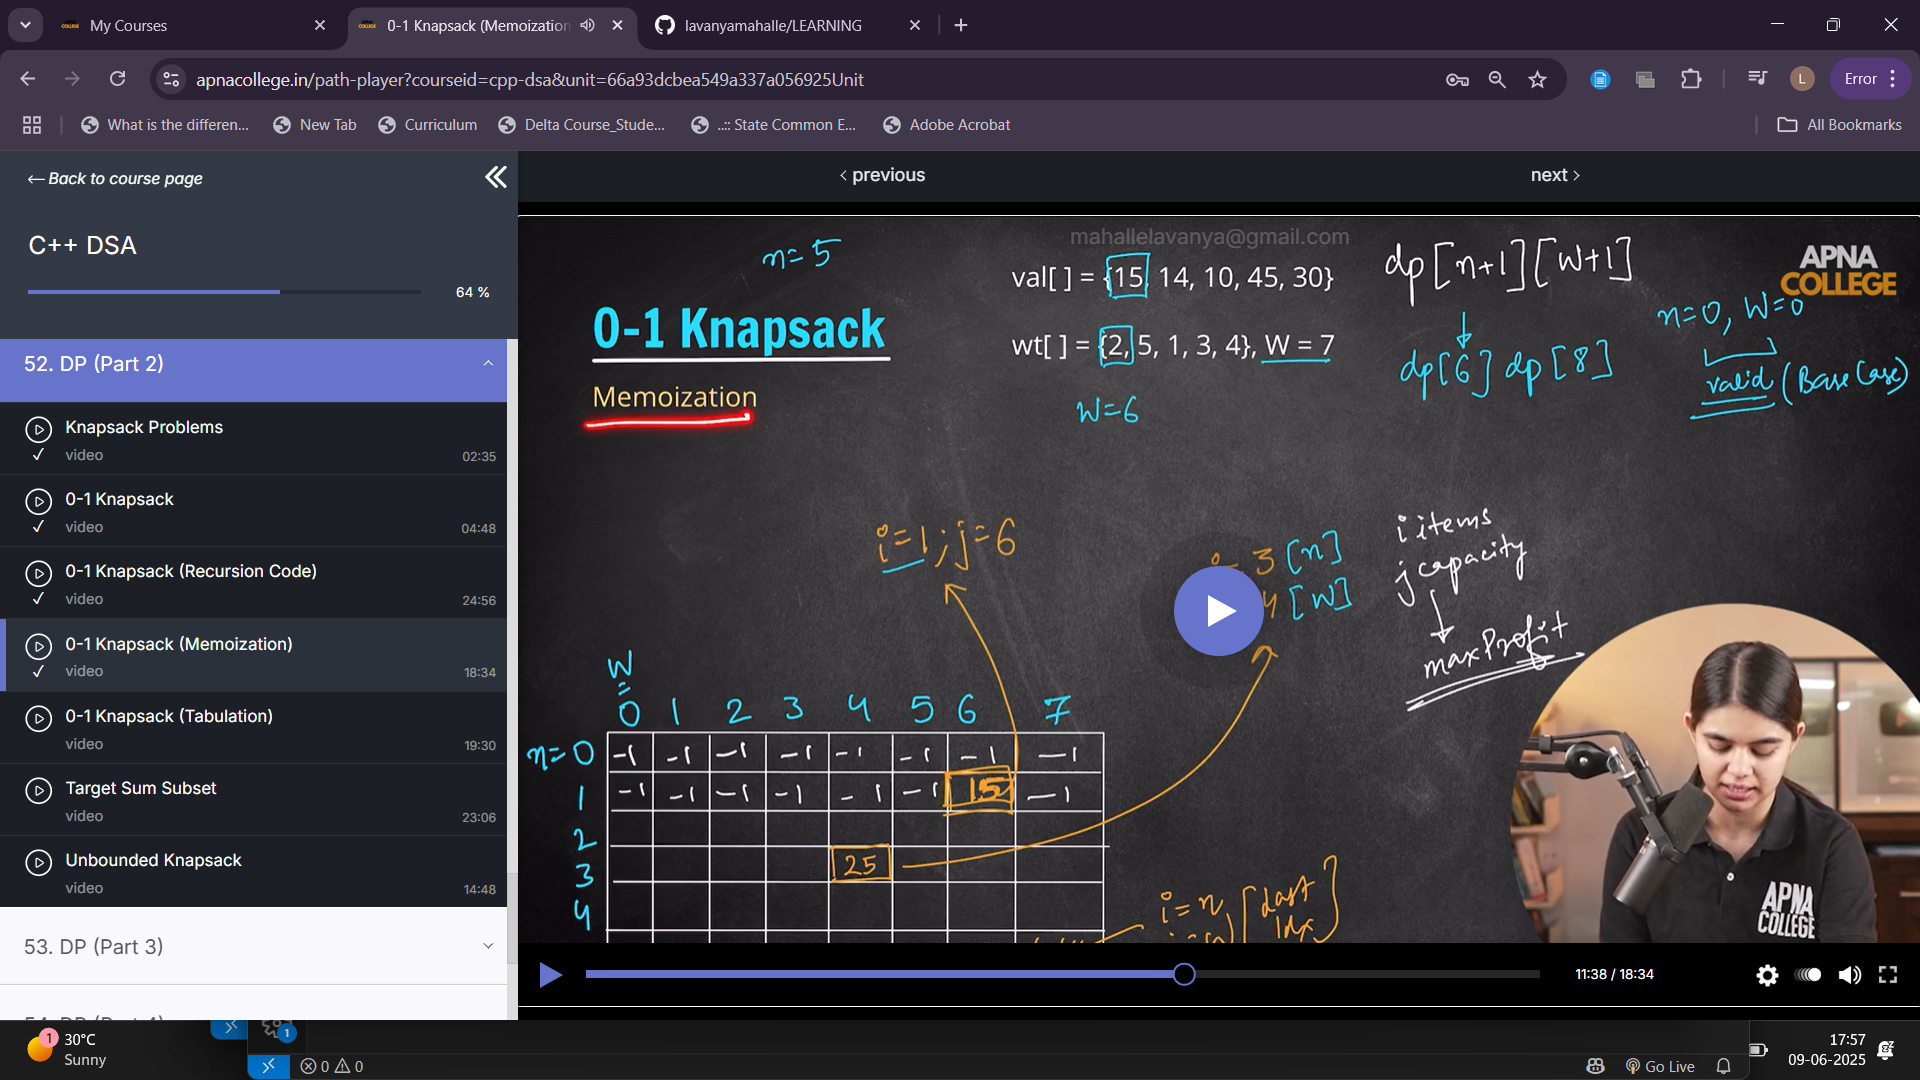 My Courses
0-1 Knapsack (Memoization
lavanyamahalle/LEARNING
apnacollege.in/path-player?courseid=cpp-dsa&unit=66a93dcbea549a337a056925Unit
L
Error
What is the differen...
New Tab
Curriculum
Delta Course_Stude...
..:: State Common E...
Adobe Acrobat
All Bookmarks
← Back to course page
C++ DSA
64 %
52. DP (Part 2)
Knapsack Problems
video
02:35
0-1 Knapsack
video
04:48
0-1 Knapsack (Recursion Code)
video
24:56
0-1 Knapsack (Memoization)
video
18:34
0-1 Knapsack (Tabulation)
video
19:30
Target Sum Subset
video
23:06
Unbounded Knapsack
video
14:48
53. DP (Part 3)
54. DP (Part 4)
‹ previous
next ›
mahallelavanya@gmail.com
n=5
val[ ] = {15, 14, 10, 45, 30}
dp[n+1][W+1]
APNA
COLLEGE
0-1 Knapsack
wt[ ] = {2, 5, 1, 3, 4}, W = 7
dp[6] dp[8]
n=0, W=0
valid (Base Case)
Memoization
W=6
i=1; j=6
3 [n]
4 [W]
i items
j capacity
maxProfit
W
=
0 1 2 3 4 5 6 7
n=0 -1 -1 -1 -1 -1 -1 -1 -1
1 -1 -1 -1 -1 -1 -1 15 -1
2
3 25
4
i=n [last
idx]
APNA
COLLEGE
11:38 / 18:34
1
30°C
Sunny
1
0 0
Go Live
17:57
09-06-2025